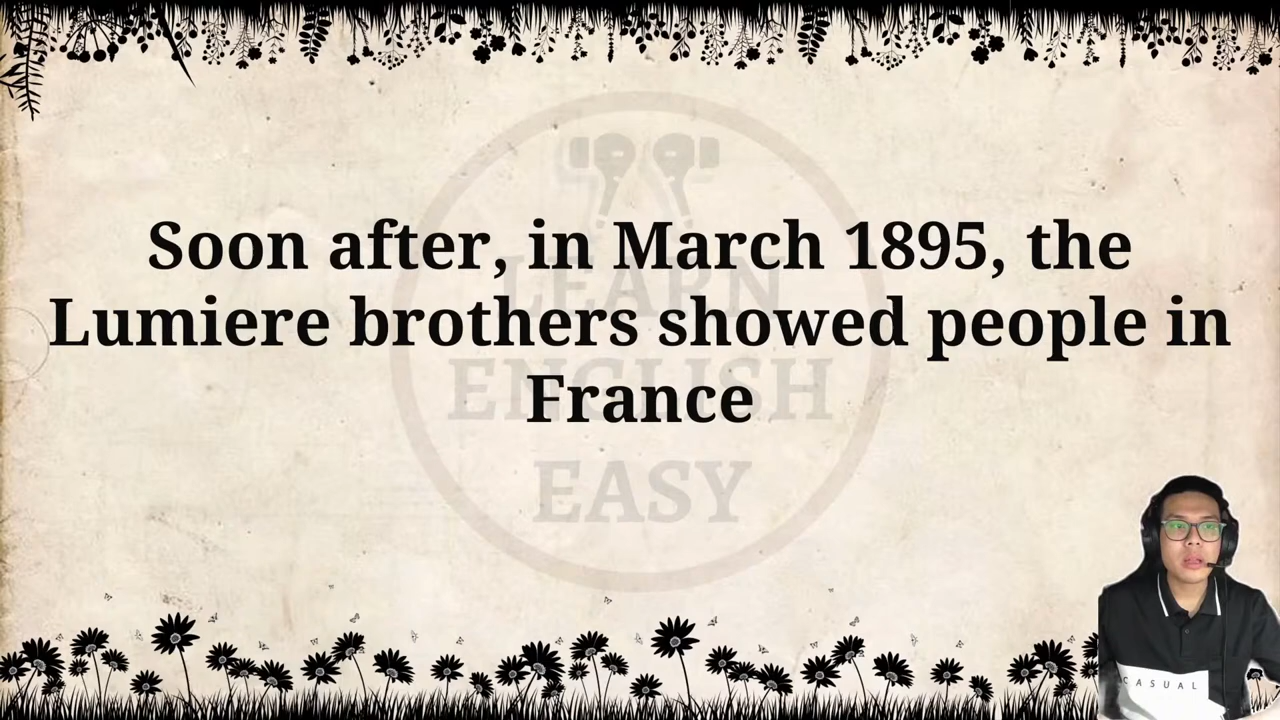 Soon after, in March 1895, the
Lumiere brothers showed people in
France
LEARN
ENGLISH
EASY
CASUAL